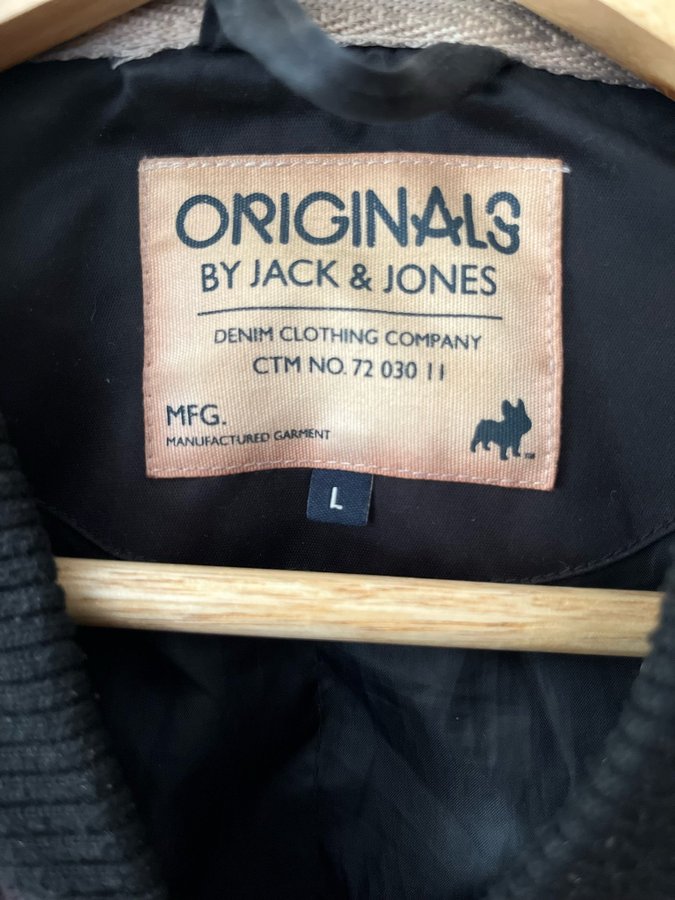 ORIGINALS
BY JACK & JONES
DENIM CLOTHING COMPANY
CTM NO. 72 030 11
MFG.
MANUFACTURED GARMENT
L